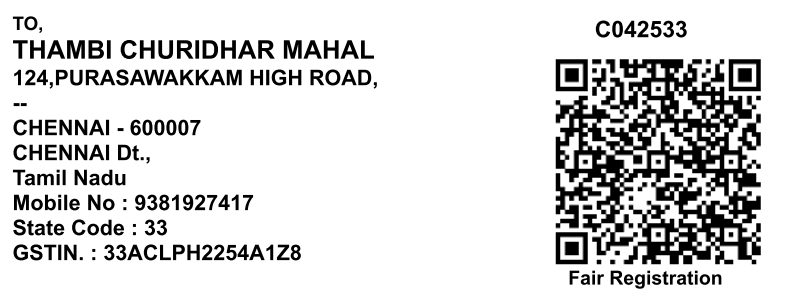 TO,
THAMBI CHURIDHAR MAHAL
124,PURASAWAKKAM HIGH ROAD,
--
CHENNAI - 600007
CHENNAI Dt.,
Tamil Nadu
Mobile No : 9381927417
State Code : 33
GSTIN. : 33ACLPH2254A1Z8
C042533
Fair Registration